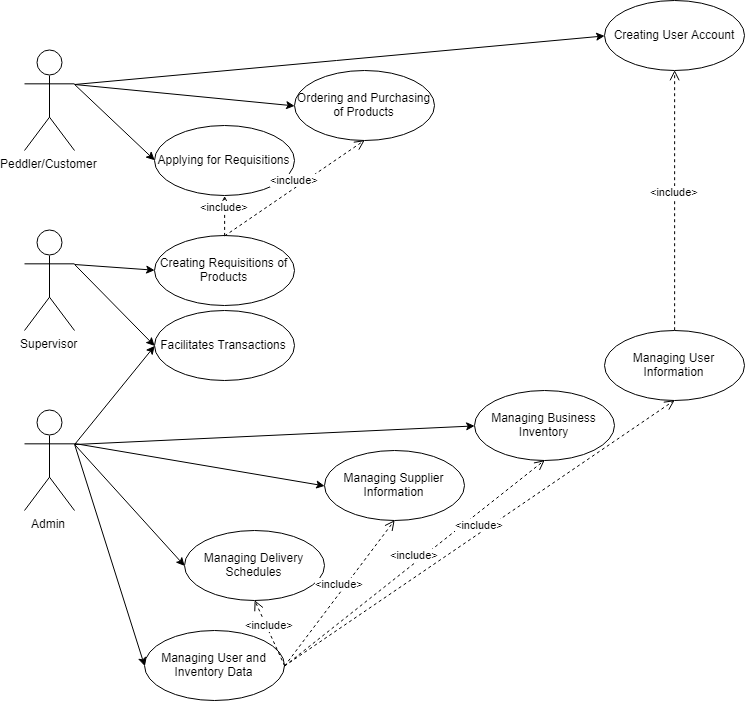 Creating User Account
Ordering and Purchasing
of Products
Peddler/Customer
Applying for Requisitions
<include>
<include>
<include>
Creating Requisitions of
Products
Supervisor
Facilitates Transactions
Managing User
Information
Managing Business
Inventory
Managing Supplier
Information
Admin
<include>
<include>
Managing Delivery
Schedules
<include>
<include>
Managing User and
Inventory Data